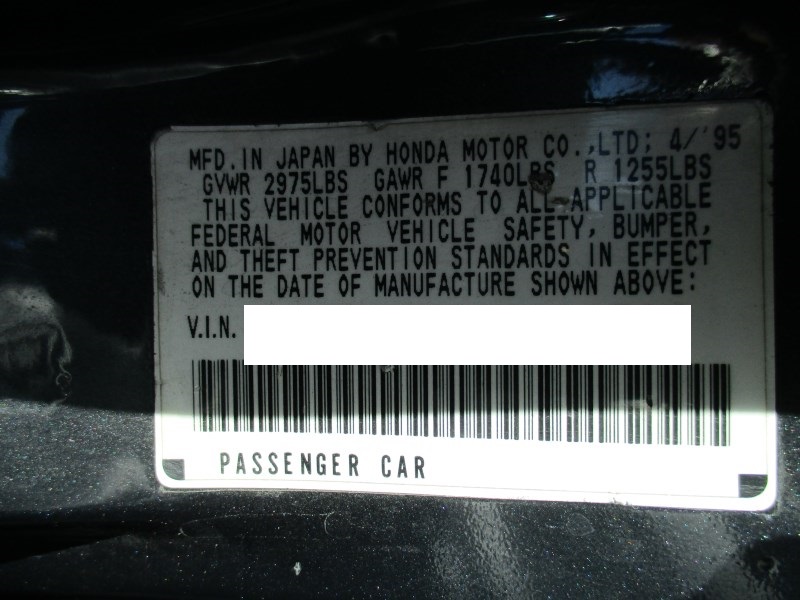 MFD. IN JAPAN BY HONDA MOTOR CO., LTD; 4/'95
GVWR 2975LBS GAWR F 1740LBS R 1255LBS
THIS VEHICLE CONFORMS TO ALL APPLICABLE
FEDERAL MOTOR VEHICLE SAFETY, BUMPER,
AND THEFT PREVENTION STANDARDS IN EFFECT
ON THE DATE OF MANUFACTURE SHOWN ABOVE:
V.I.N.
PASSENGER CAR